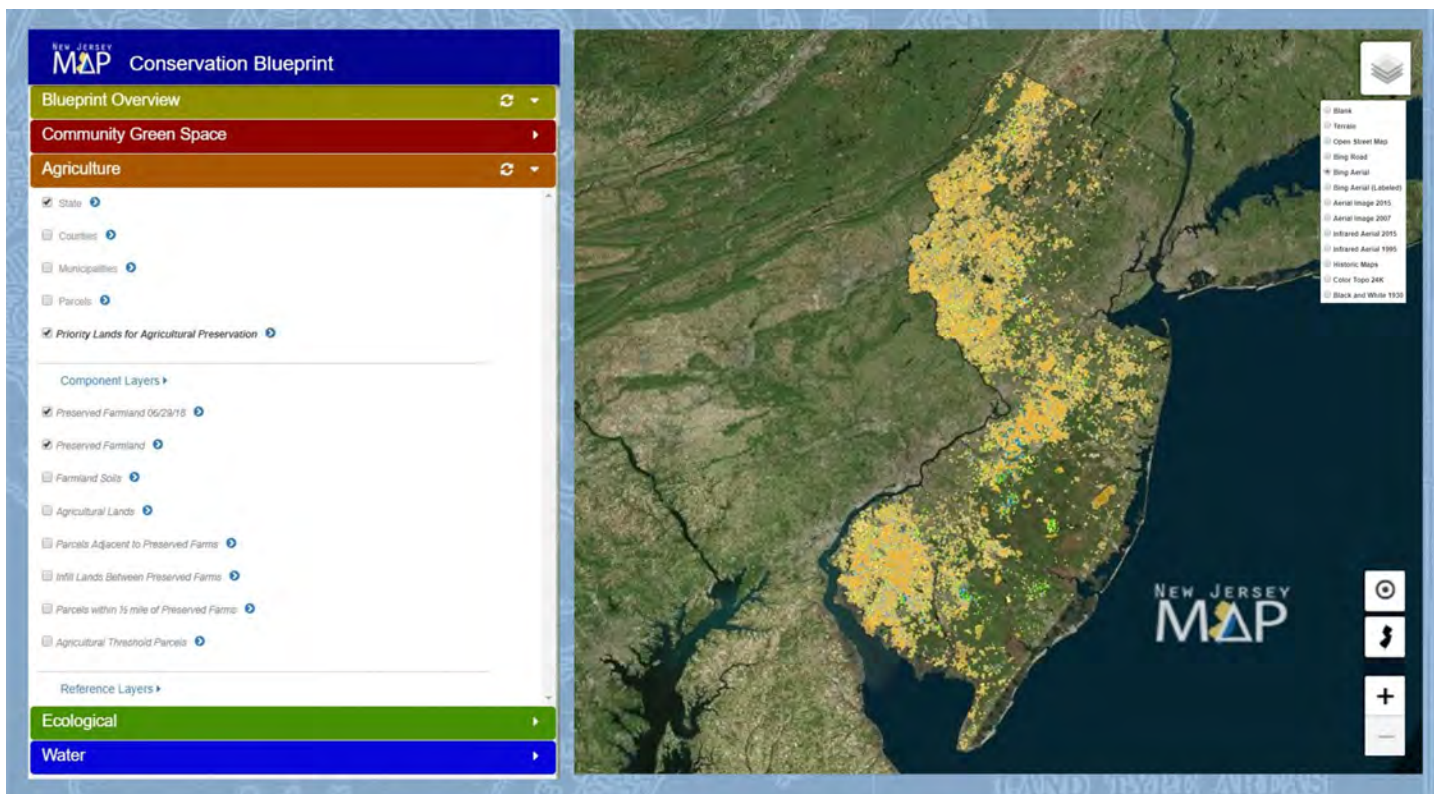 NEW JERSEY
MAP Conservation Blueprint
Blueprint Overview
Community Green Space
Agriculture
State
Counties
Municipalities
Parcels
Priority Lands for Agricultural Preservation
Component Layers
Preserved Farmland 06/29/18
Preserved Farmland
Farmland Soils
Agricultural Lands
Parcels Adjacent to Preserved Farms
Infill Lands Between Preserved Farms
Parcels within ½ mile of Preserved Farms
Agricultural Threshold Parcels
Reference Layers
Ecological
Water
Blank
Terrain
Open Street Map
Bing Road
Bing Aerial
Bing Aerial (Labeled)
Aerial Image 2015
Aerial Image 2007
Infrared Aerial 2015
Infrared Aerial 1995
Historic Maps
Color Topo 24K
Black and White 1930
NEW JERSEY
MAP